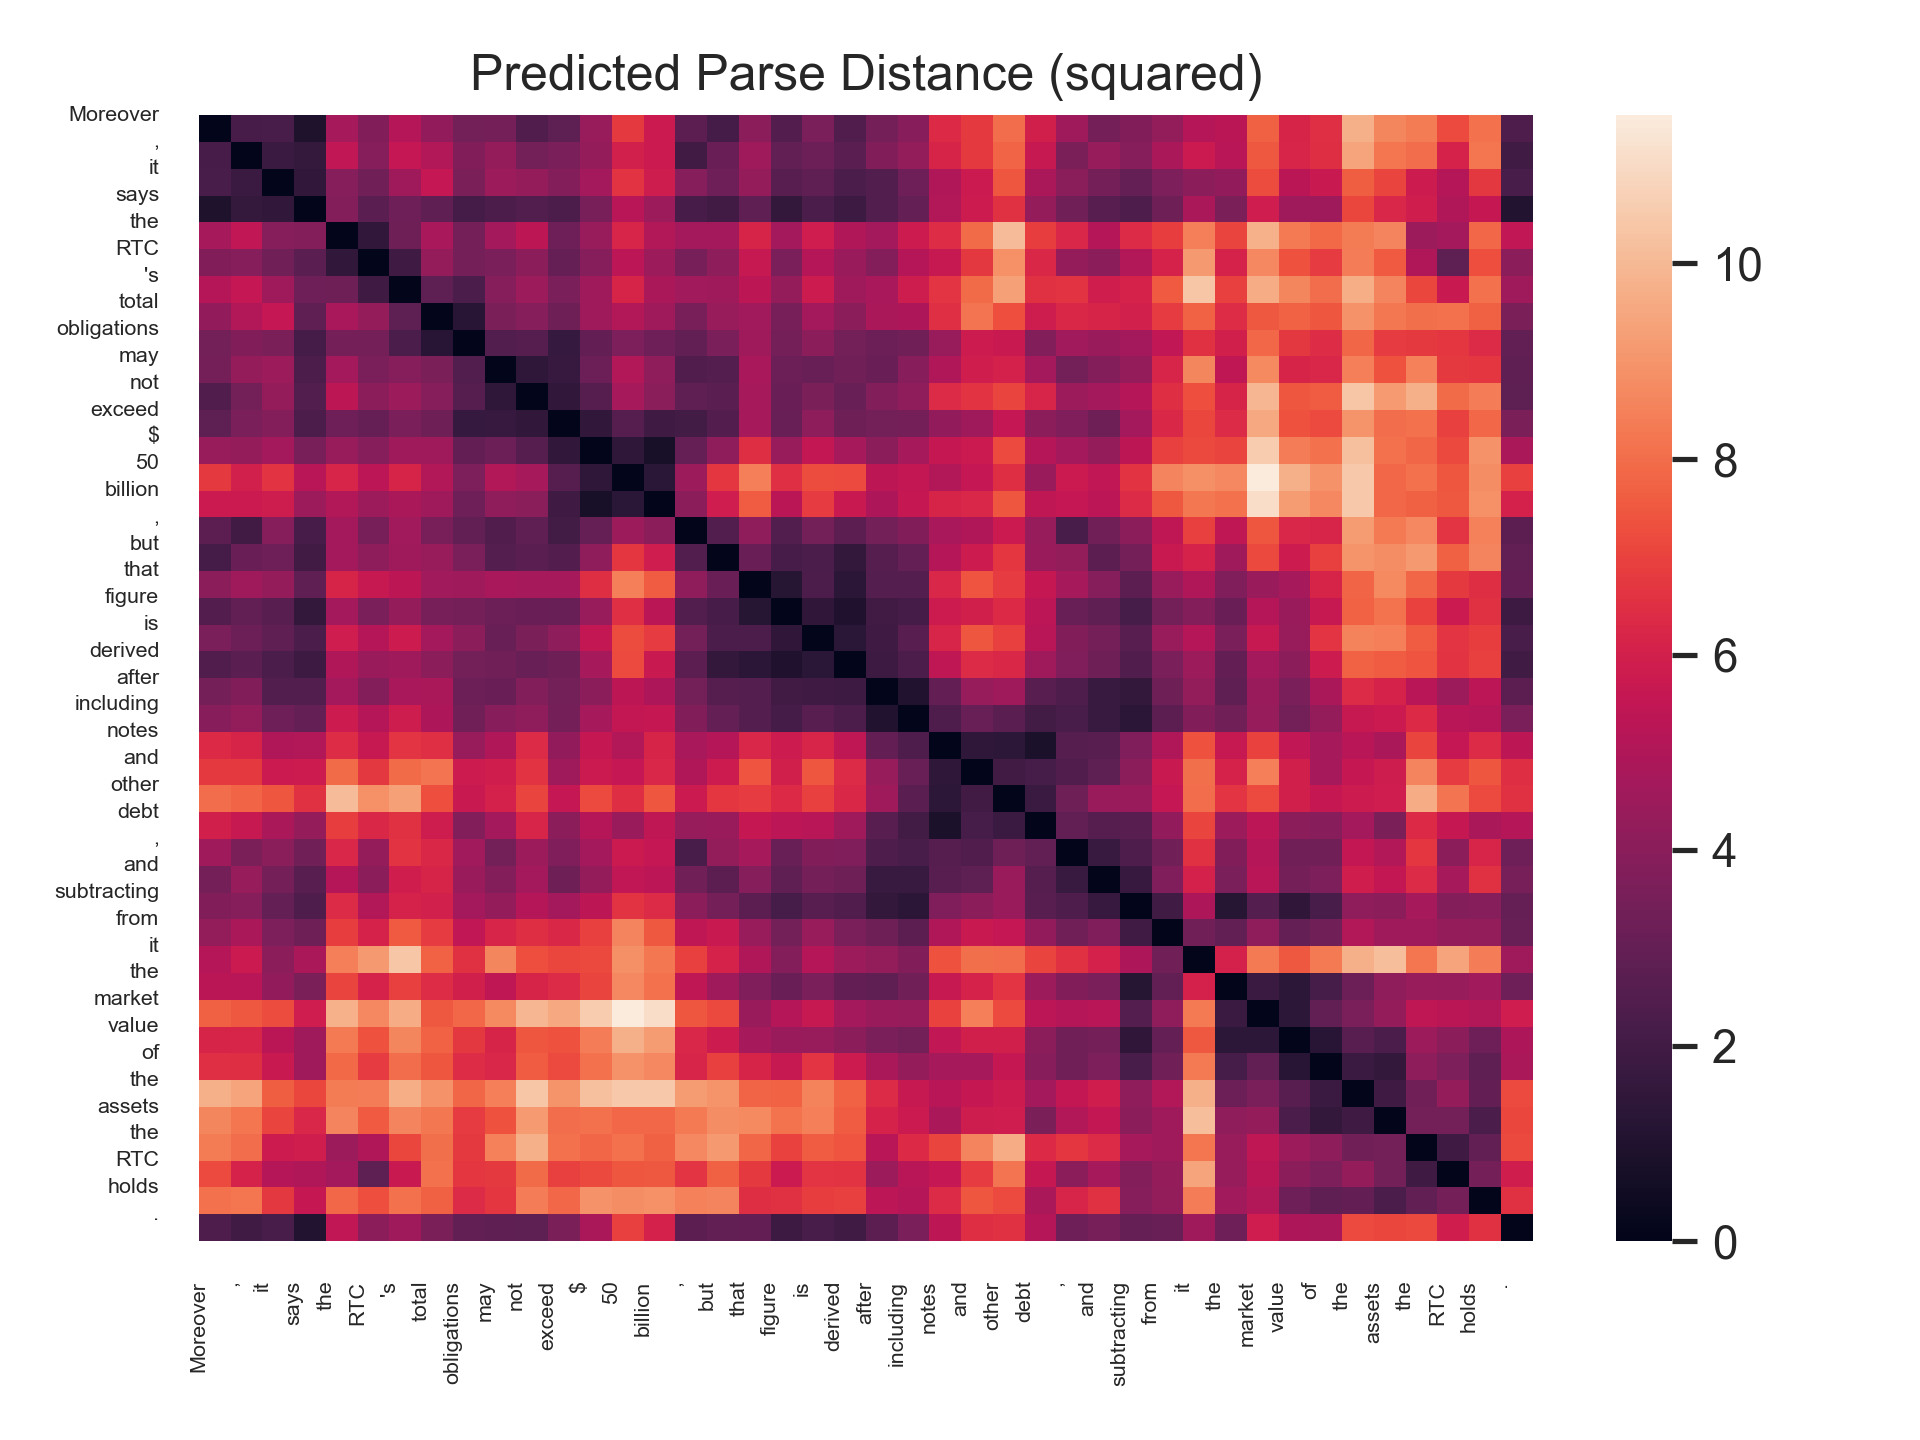 Predicted Parse Distance (squared)
Moreover
,
it
says
the
RTC
's
total
obligations
may
not
exceed
$
50
billion
,
but
that
figure
is
derived
after
including
notes
and
other
debt
,
and
subtracting
from
it
the
market
value
of
the
assets
the
RTC
holds
.
10
8
6
4
2
0
Moreover
,
it
says
the
RTC
's
total
obligations
may
not
exceed
$
50
billion
,
but
that
figure
is
derived
after
including
notes
and
other
debt
,
and
subtracting
from
it
the
market
value
of
the
assets
the
RTC
holds
.